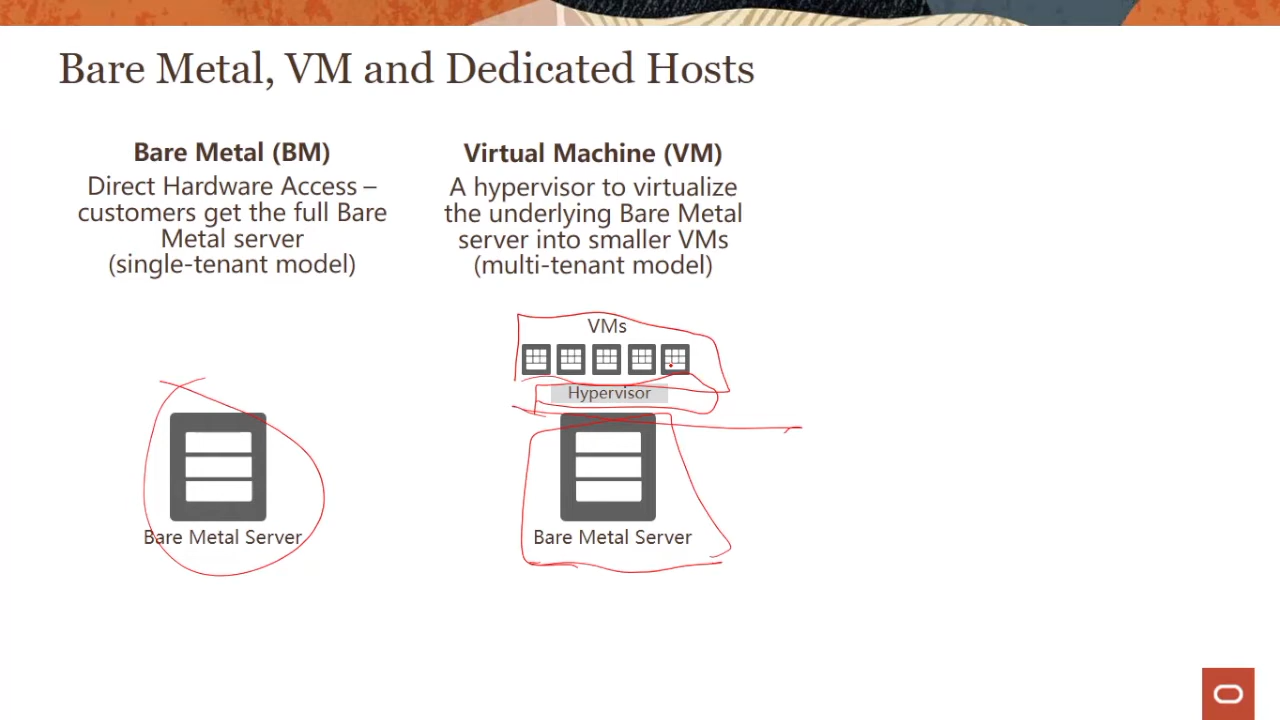 Bare Metal, VM and Dedicated Hosts
Bare Metal (BM)
Direct Hardware Access –
customers get the full Bare
Metal server
(single-tenant model)
Bare Metal Server
Virtual Machine (VM)
A hypervisor to virtualize
the underlying Bare Metal
server into smaller VMs
(multi-tenant model)
VMs
Hypervisor
Bare Metal Server